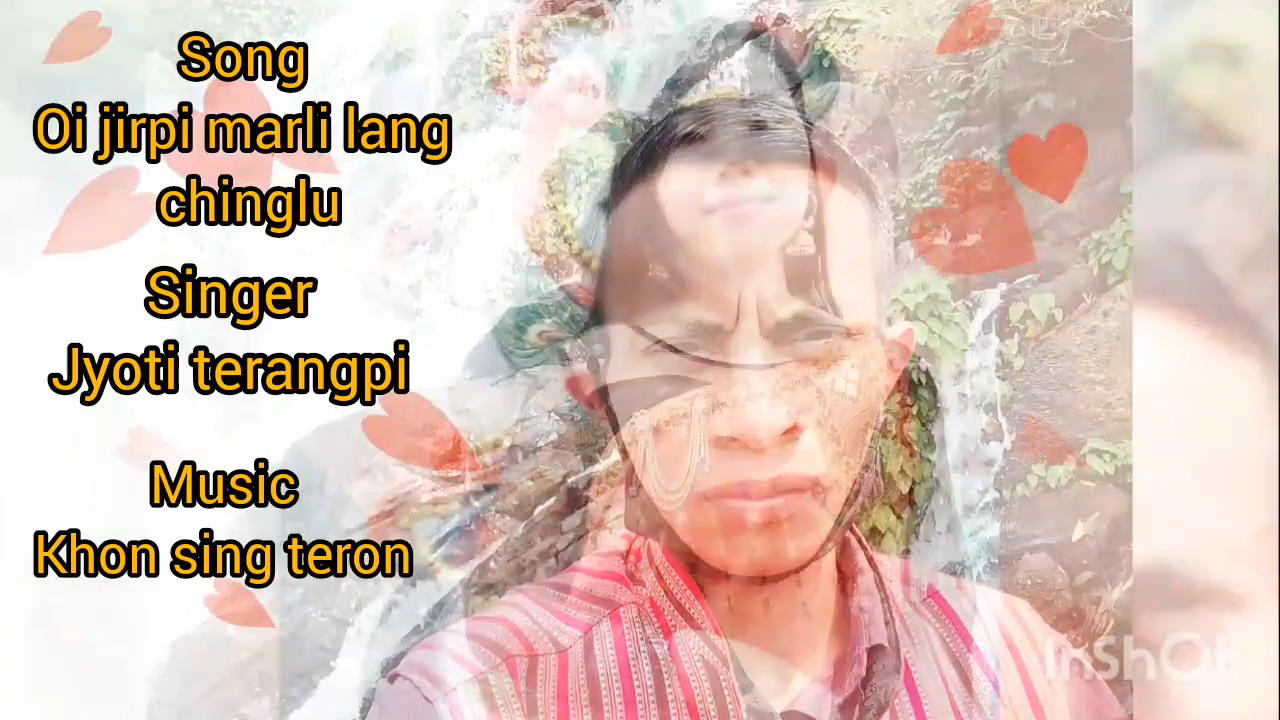 Song
Oi jirpi marli lang
chinglu
Singer
Jyoti terangpi
Music
Khon sing teron
InShOt